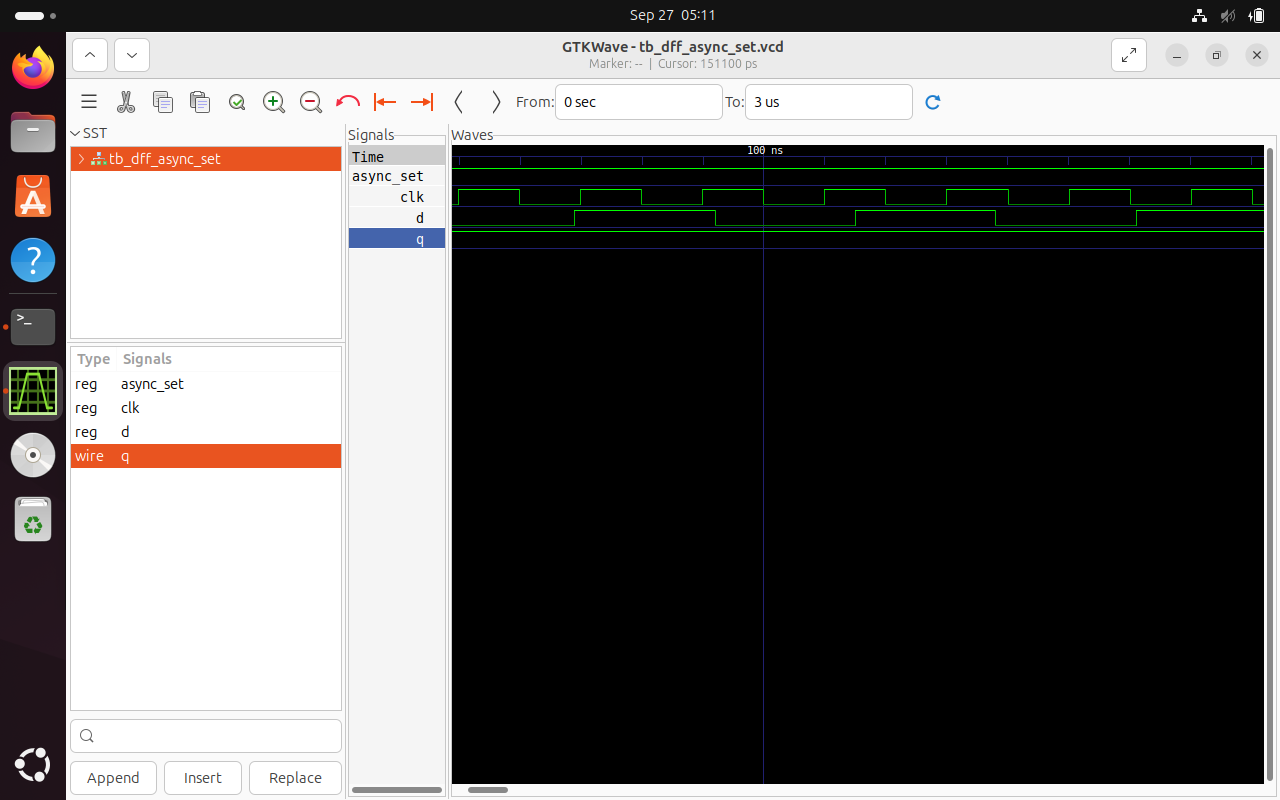 Sep 27 05:11
GTKWave - tb_dff_async_set.vcd
Marker: -- | Cursor: 151100 ps
From: 0 sec To: 3 us
SST
tb_dff_async_set
Type Signals
reg async_set
reg clk
reg d
wire q
Append Insert Replace
Signals
Time
async_set
clk
d
q
Waves
100 ns